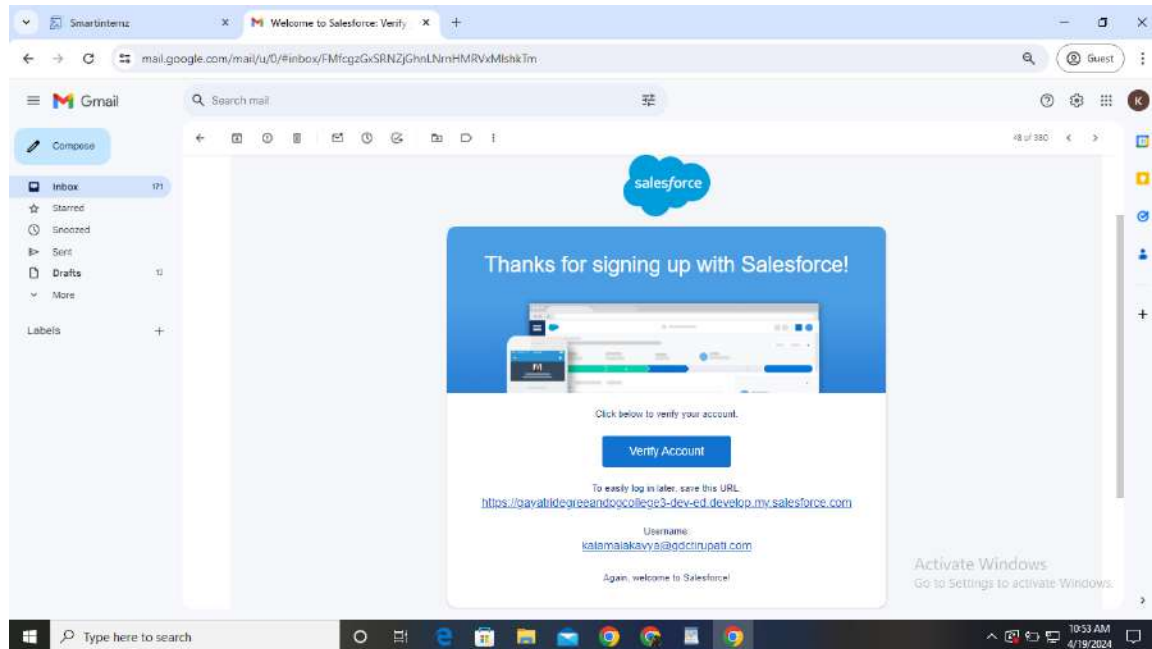 Smartinternz
Welcome to Salesforce: Verify
mail.google.com/mail/u/0/#inbox/FMfcgzGxSRNZjGhnLNrnHMRVxMlshkTm
Guest
Gmail
Search mail
K
Compose
48 of 380
Inbox 171
Starred
Snoozed
Sent
Drafts 12
More
Labels
salesforce
Thanks for signing up with Salesforce!
Click below to verify your account.
Verify Account
To easily log in later, save this URL:
https://gayatridegreeandpgcollege3-dev-ed.develop.my.salesforce.com
Username:
kalamalakavya@gdctirupati.com
Again, welcome to Salesforce!
Activate Windows
Go to Settings to activate Windows.
Type here to search
10:53 AM
4/19/2024